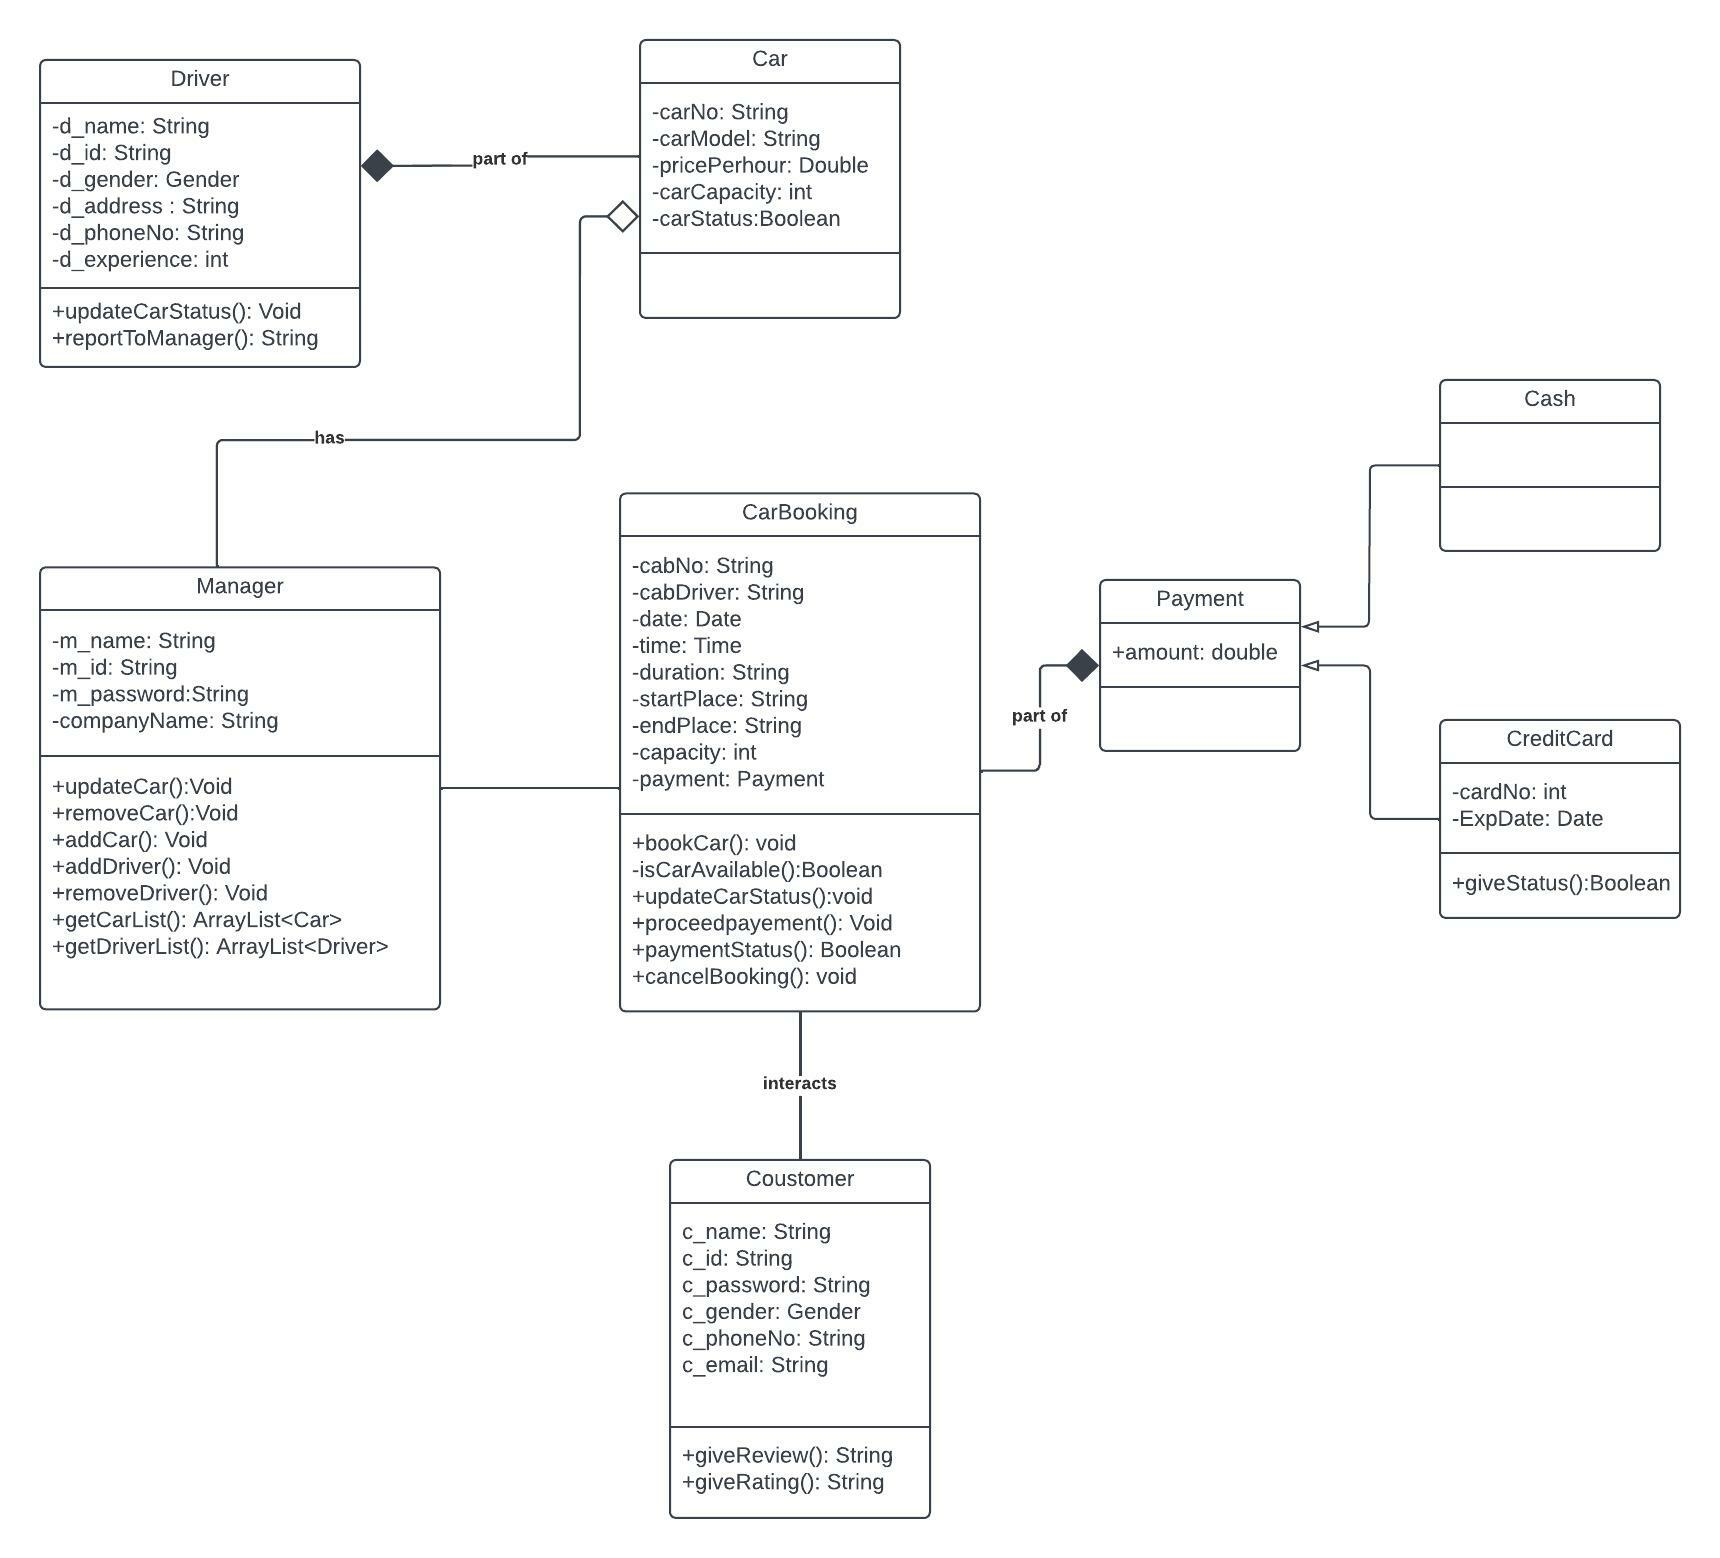 Driver
-d_name: String
-d_id: String
-d_gender: Gender
-d_address : String
-d_phoneNo: String
-d_experience: int
+updateCarStatus(): Void
+reportToManager(): String
part of
Car
-carNo: String
-carModel: String
-pricePerhour: Double
-carCapacity: int
-carStatus:Boolean
has
Manager
-m_name: String
-m_id: String
-m_password:String
-companyName: String
+updateCar():Void
+removeCar():Void
+addCar(): Void
+addDriver(): Void
+removeDriver(): Void
+getCarList(): ArrayList<Car>
+getDriverList(): ArrayList<Driver>
CarBooking
-cabNo: String
-cabDriver: String
-date: Date
-time: Time
-duration: String
-startPlace: String
-endPlace: String
-capacity: int
-payment: Payment
+bookCar(): void
-isCarAvailable():Boolean
+updateCarStatus():void
+proceedpayement(): Void
+paymentStatus(): Boolean
+cancelBooking(): void
part of
Payment
+amount: double
Cash
CreditCard
-cardNo: int
-ExpDate: Date
+giveStatus():Boolean
interacts
Coustomer
c_name: String
c_id: String
c_password: String
c_gender: Gender
c_phoneNo: String
c_email: String
+giveReview(): String
+giveRating(): String